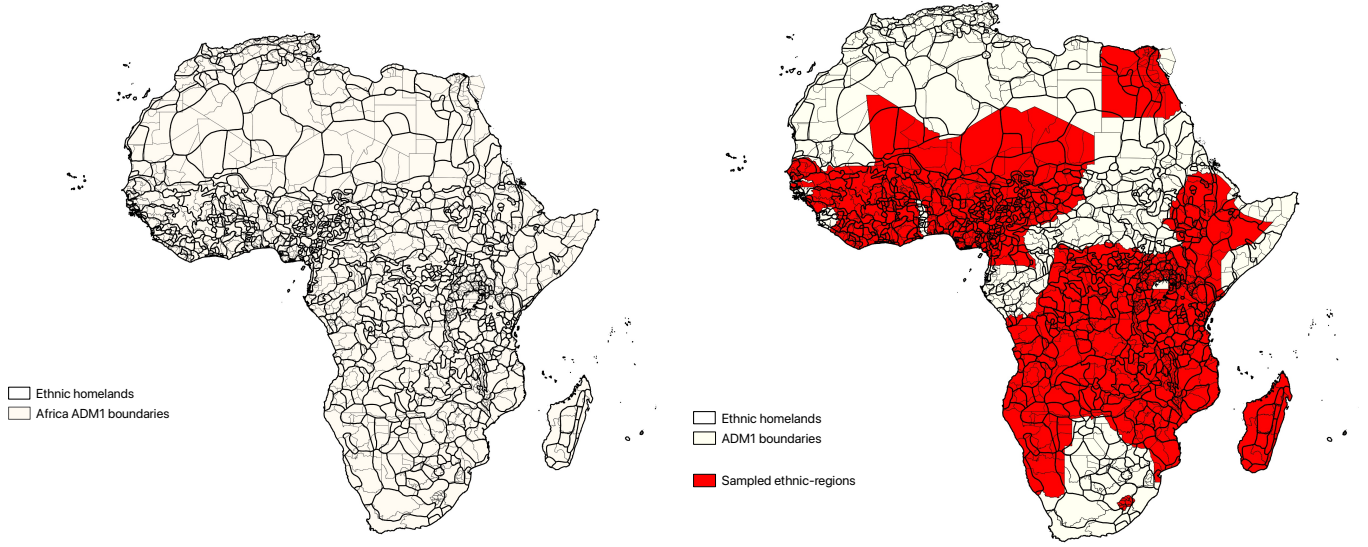 Ethnic homelands
Africa ADM1 boundaries
Ethnic homelands
ADM1 boundaries
Sampled ethnic-regions